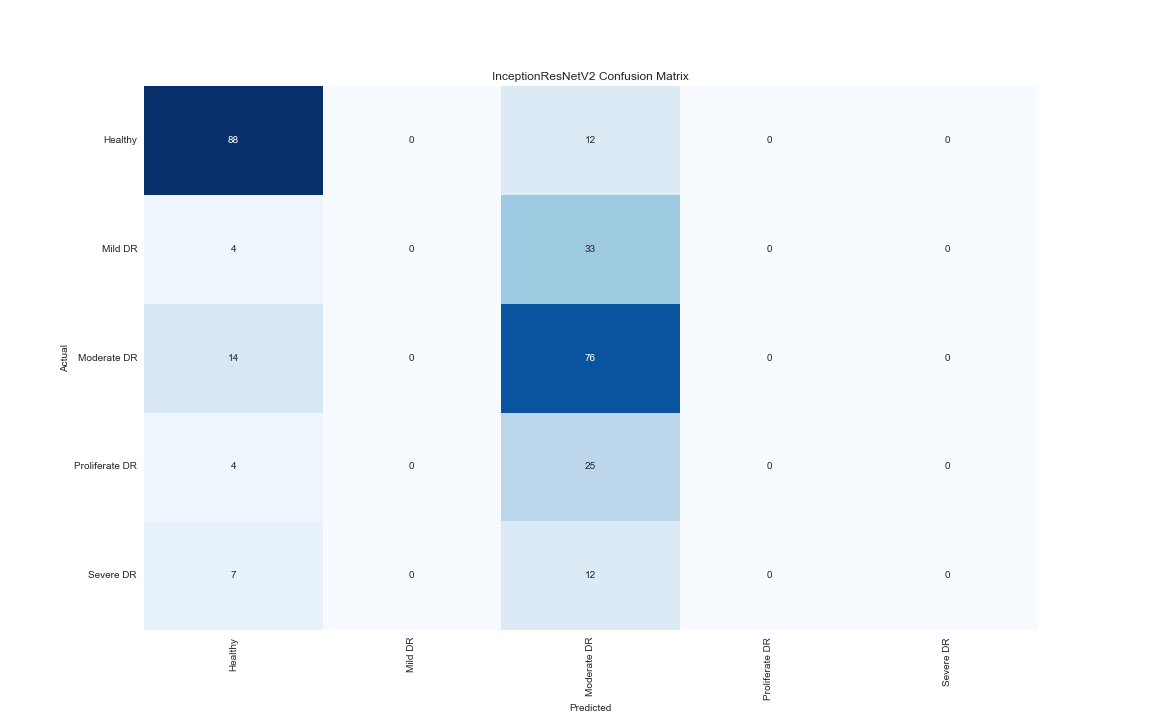 InceptionResNetV2 Confusion Matrix
Healthy 88 0 12 0 0
Mild DR 4 0 33 0 0
Actual
Moderate DR 14 0 76 0 0
Proliferate DR 4 0 25 0 0
Severe DR 7 0 12 0 0
Healthy Mild DR Moderate DR Proliferate DR Severe DR
Predicted